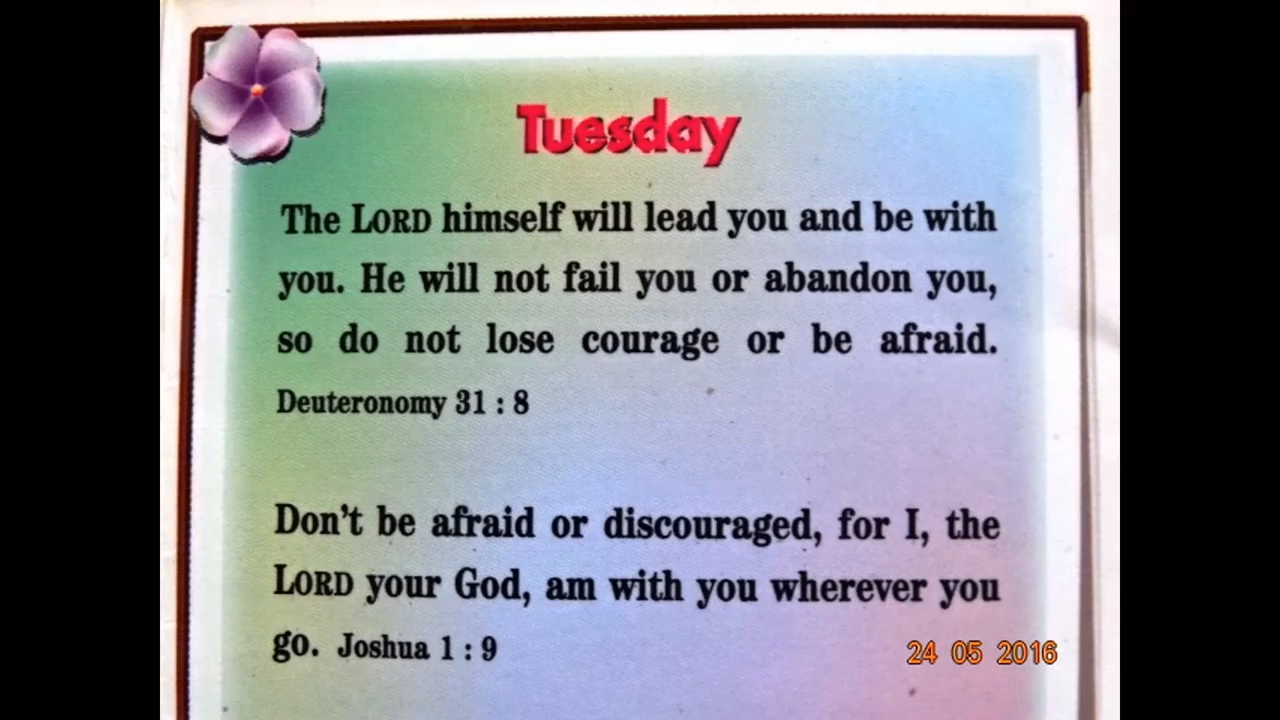 Tuesday
The LORD himself will lead you and be with
you. He will not fail you or abandon you,
so do not lose courage or be afraid.
Deuteronomy 31 : 8
Don't be afraid or discouraged, for I, the
LORD your God, am with you wherever you
go. Joshua 1 : 9
24 05 2016